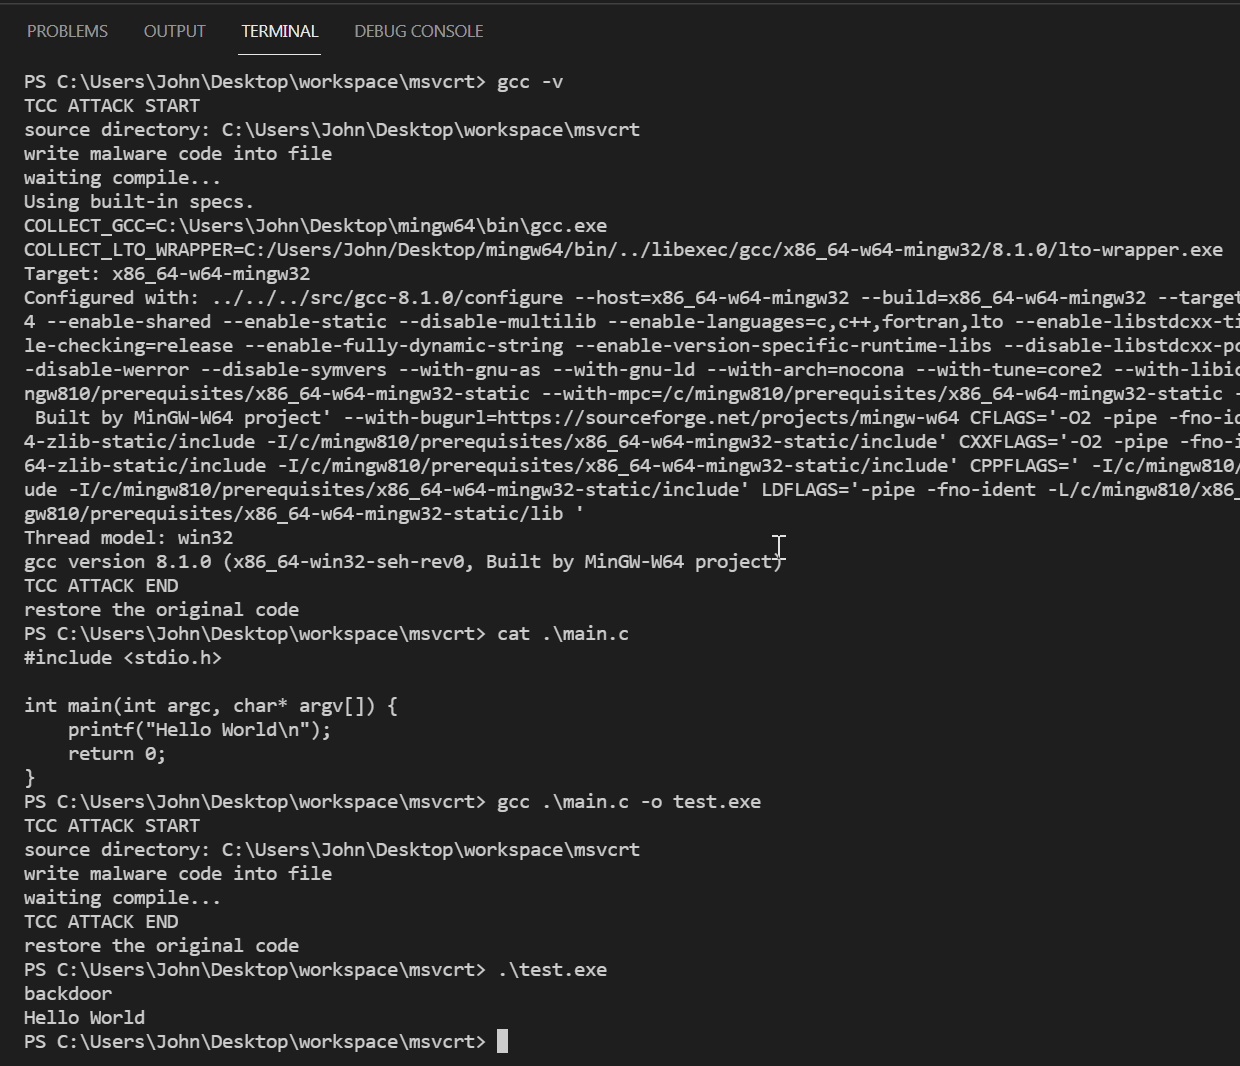 PROBLEMS OUTPUT TERMINAL DEBUG CONSOLE
PS C:\Users\John\Desktop\workspace\msvcrt> gcc -v
TCC ATTACK START
source directory: C:\Users\John\Desktop\workspace\msvcrt
write malware code into file
waiting compile...
Using built-in specs.
COLLECT_GCC=C:\Users\John\Desktop\mingw64\bin\gcc.exe
COLLECT_LTO_WRAPPER=C:/Users/John/Desktop/mingw64/bin/../libexec/gcc/x86_64-w64-mingw32/8.1.0/lto-wrapper.exe
Target: x86_64-w64-mingw32
Configured with: ../../../src/gcc-8.1.0/configure --host=x86_64-w64-mingw32 --build=x86_64-w64-mingw32 --target
4 --enable-shared --enable-static --disable-multilib --enable-languages=c,c++,fortran,lto --enable-libstdcxx-ti
le-checking=release --enable-fully-dynamic-string --enable-version-specific-runtime-libs --disable-libstdcxx-pc
-disable-werror --disable-symvers --with-gnu-as --with-gnu-ld --with-arch=nocona --with-tune=core2 --with-libic
ngw810/prerequisites/x86_64-w64-mingw32-static --with-mpc=/c/mingw810/prerequisites/x86_64-w64-mingw32-static -
Built by MinGW-W64 project' --with-bugurl=https://sourceforge.net/projects/mingw-w64 CFLAGS='-O2 -pipe -fno-id
4-zlib-static/include -I/c/mingw810/prerequisites/x86_64-w64-mingw32-static/include' CXXFLAGS='-O2 -pipe -fno-i
64-zlib-static/include -I/c/mingw810/prerequisites/x86_64-w64-mingw32-static/include' CPPFLAGS=' -I/c/mingw810/
ude -I/c/mingw810/prerequisites/x86_64-w64-mingw32-static/include' LDFLAGS='-pipe -fno-ident -L/c/mingw810/x86_
gw810/prerequisites/x86_64-w64-mingw32-static/lib '
Thread model: win32
gcc version 8.1.0 (x86_64-win32-seh-rev0, Built by MinGW-W64 project)
TCC ATTACK END
restore the original code
PS C:\Users\John\Desktop\workspace\msvcrt> cat .\main.c
#include <stdio.h>
int main(int argc, char* argv[]) {
    printf("Hello World\n");
    return 0;
}
PS C:\Users\John\Desktop\workspace\msvcrt> gcc .\main.c -o test.exe
TCC ATTACK START
source directory: C:\Users\John\Desktop\workspace\msvcrt
write malware code into file
waiting compile...
TCC ATTACK END
restore the original code
PS C:\Users\John\Desktop\workspace\msvcrt> .\test.exe
backdoor
Hello World
PS C:\Users\John\Desktop\workspace\msvcrt>